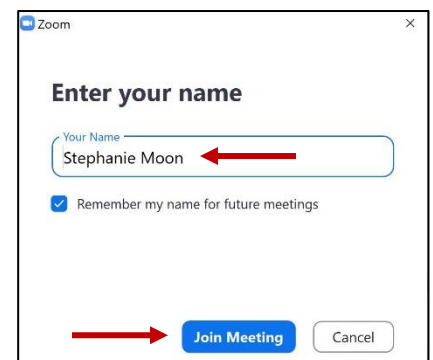 Zoom
Enter your name
Your Name
Stephanie Moon
Remember my name for future meetings
Join Meeting Cancel